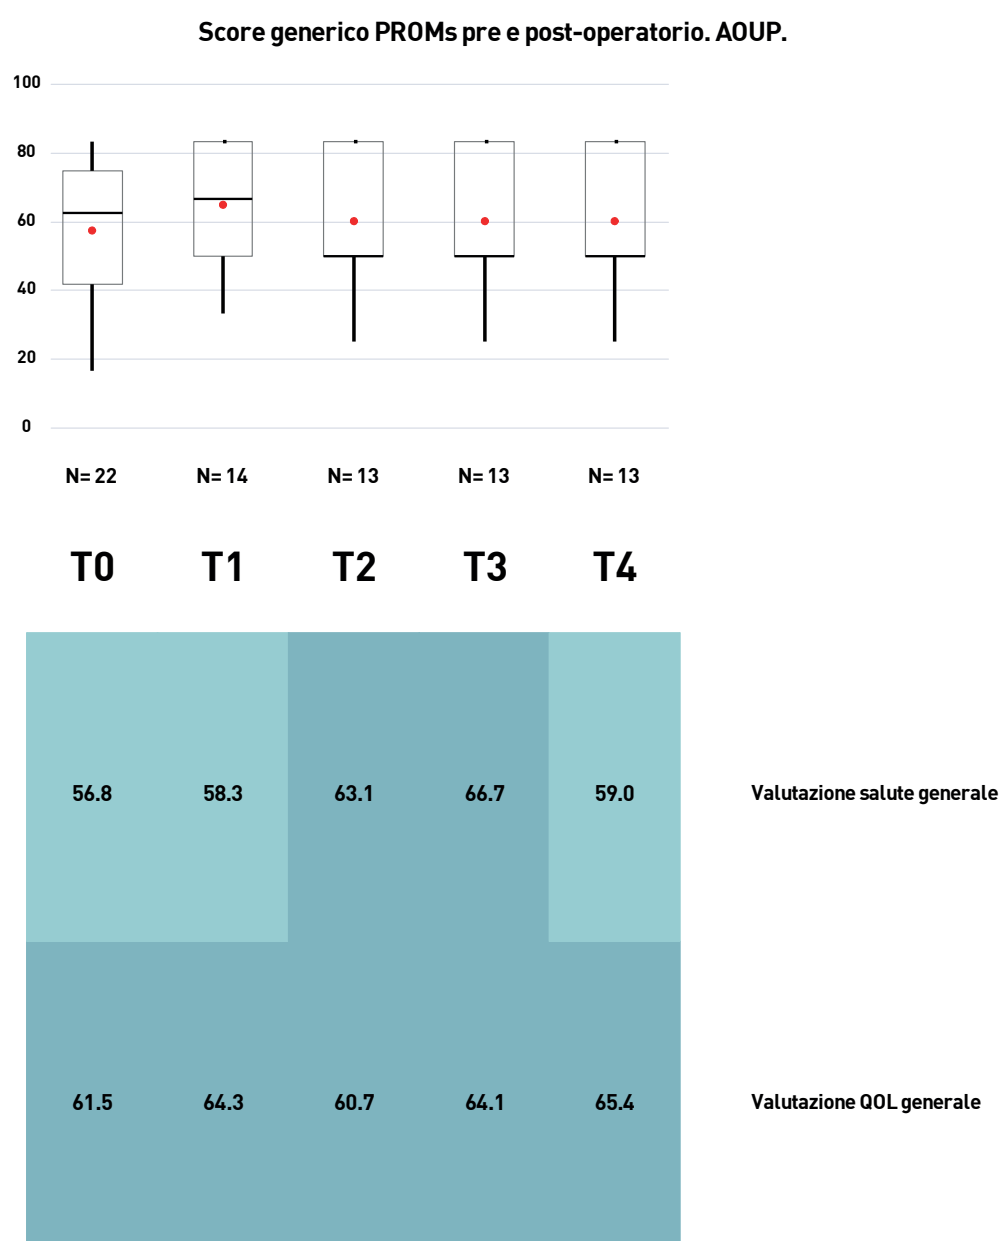 Score generico PROMs pre e post-operatorio. AOUP.
100
80
60
40
20
0
N= 22 N= 14 N= 13 N= 13 N= 13
T0 T1 T2 T3 T4
56.8 58.3 63.1 66.7 59.0 Valutazione salute generale
61.5 64.3 60.7 64.1 65.4 Valutazione QOL generale